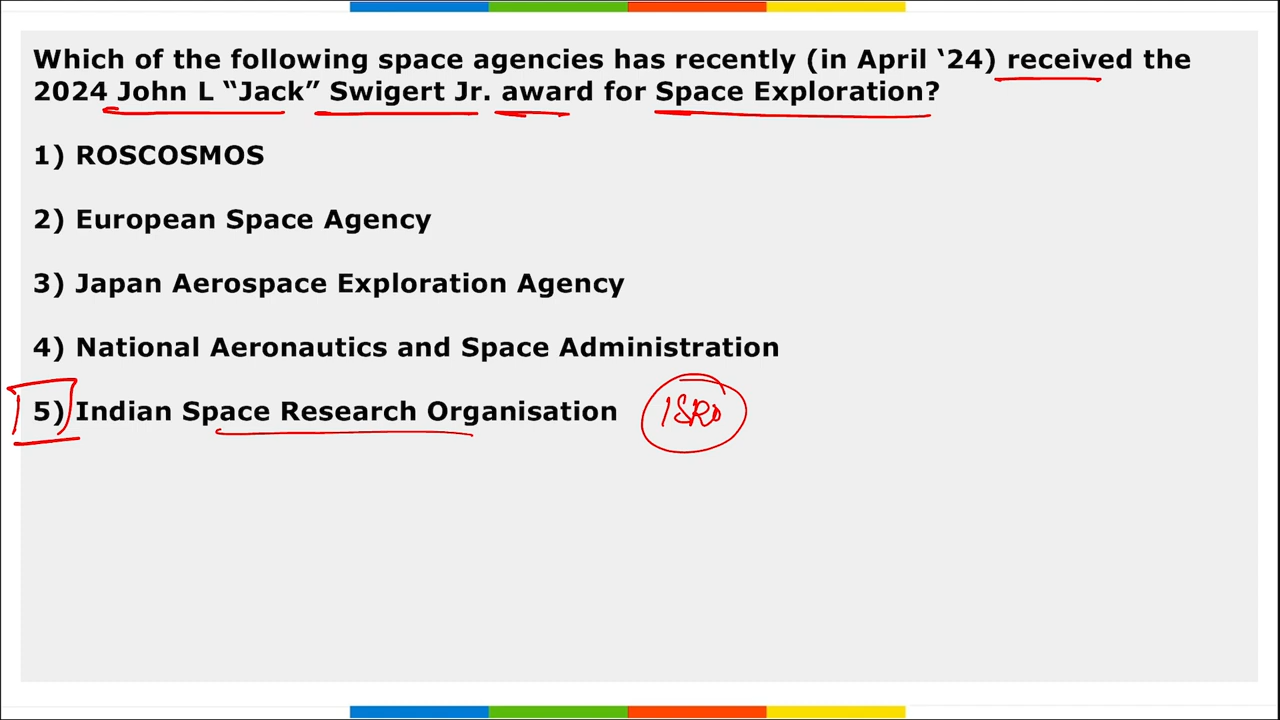 Which of the following space agencies has recently (in April ‘24) received the
2024 John L “Jack” Swigert Jr. award for Space Exploration?
1) ROSCOSMOS
2) European Space Agency
3) Japan Aerospace Exploration Agency
4) National Aeronautics and Space Administration
5) Indian Space Research Organisation ISRO